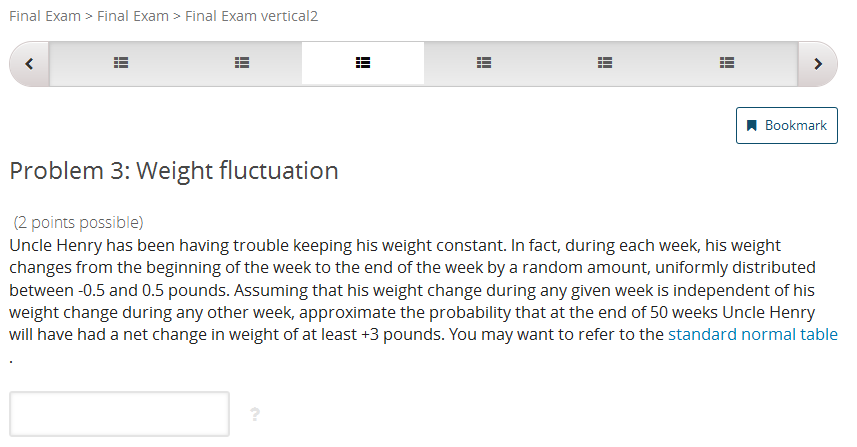 Final Exam > Final Exam > Final Exam vertical2
Bookmark
Problem 3: Weight fluctuation
(2 points possible)
Uncle Henry has been having trouble keeping his weight constant. In fact, during each week, his weight
changes from the beginning of the week to the end of the week by a random amount, uniformly distributed
between -0.5 and 0.5 pounds. Assuming that his weight change during any given week is independent of his
weight change during any other week, approximate the probability that at the end of 50 weeks Uncle Henry
will have had a net change in weight of at least +3 pounds. You may want to refer to the standard normal table
.
?